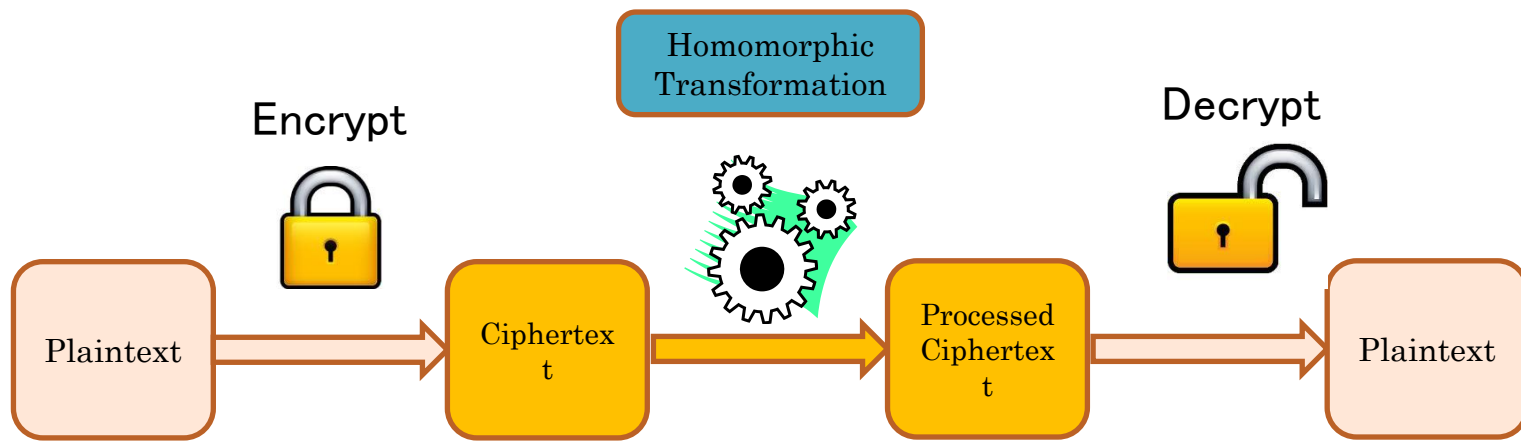 Homomorphic
Transformation
Encrypt
Decrypt
Plaintext
Ciphertex
t
Processed
Ciphertex
t
Plaintext